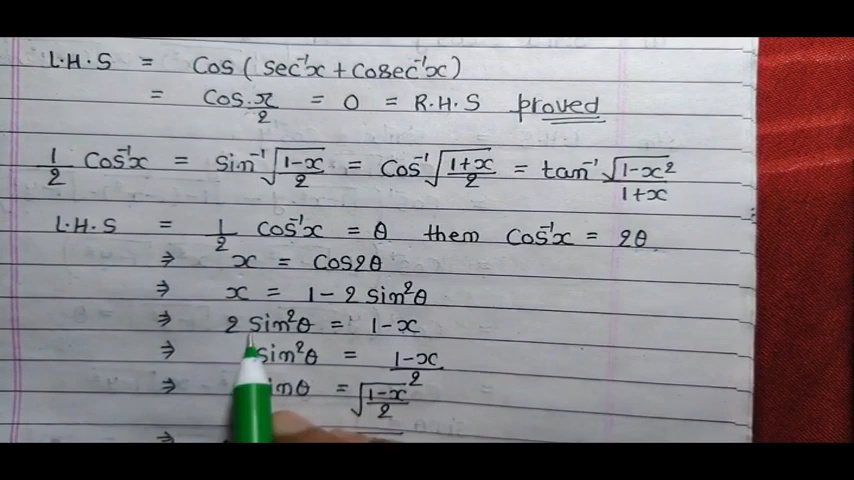 L.H.S = Cos (sec⁻¹x + Cosec⁻¹x)
= Cos π/2 = 0 = R.H.S proved
1/2 Cos⁻¹x = sin⁻¹ √(1-x)/2 = Cos⁻¹ √(1+x)/2 = tan⁻¹ √(1-x²)/(1+x)
L.H.S = 1/2 Cos⁻¹x = θ them Cos⁻¹x = 2θ
⇒ x = Cos2θ
⇒ x = 1 - 2 sin²θ
⇒ 2 sin²θ = 1-x
⇒ sin²θ = (1-x)/2
⇒ inθ = √(1-x)/2
⇒